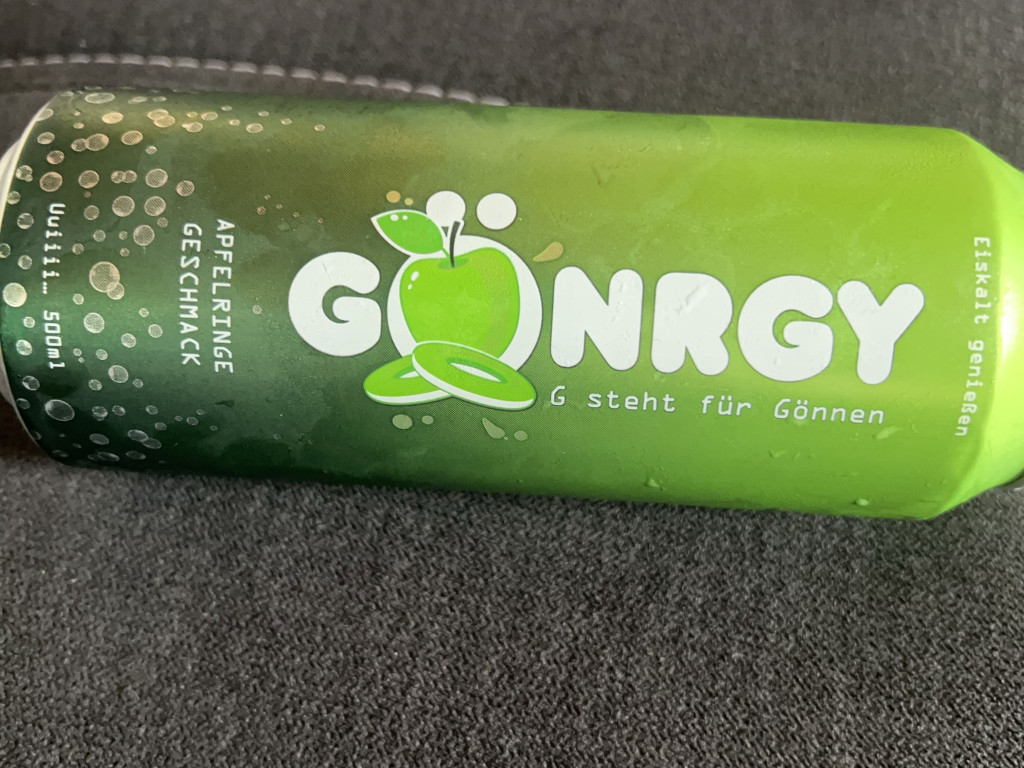 GÖNRGY
G steht für Gönnen
APFELRINGE
GESCHMACK
Uuiiii… 500ml
Eiskalt genießen